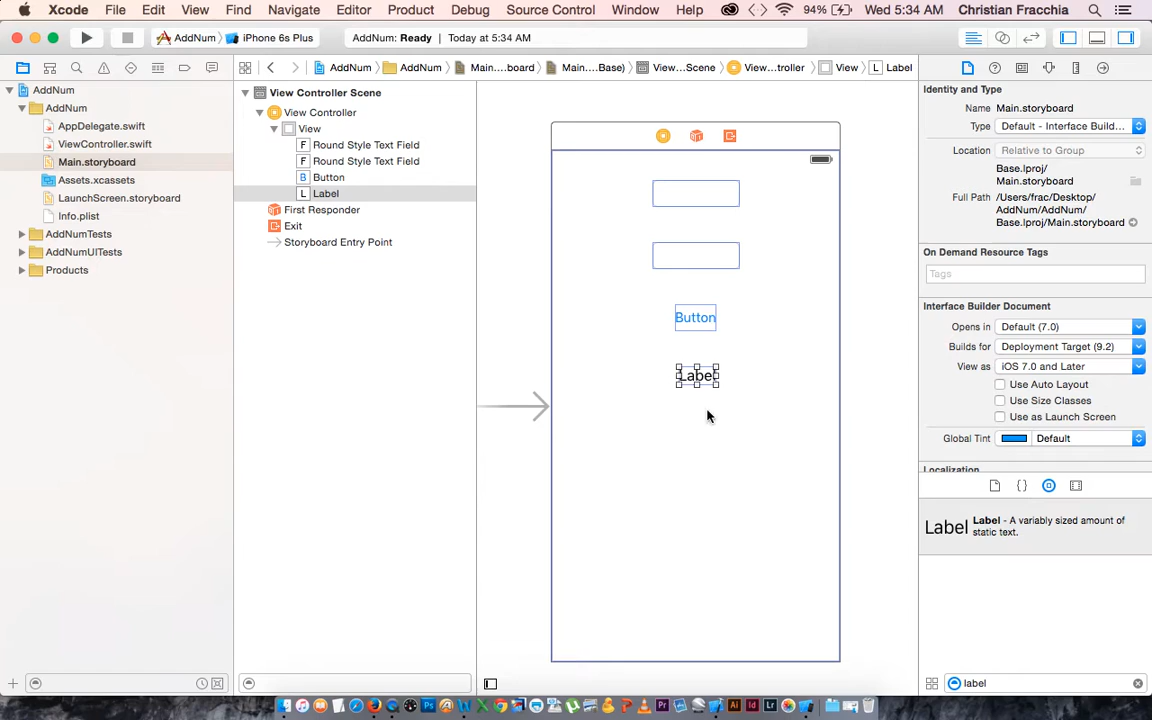 Xcode File Edit View Find Navigate Editor Product Debug Source Control Window Help 94% Wed 5:34 AM Christian Fracchia
AddNum iPhone 6s Plus AddNum: Ready Today at 5:34 AM
AddNum AddNum Main....board Main....Base) View...Scene View...troller View L Label
AddNum
AddNum
AppDelegate.swift
ViewController.swift
Main.storyboard
Assets.xcassets
LaunchScreen.storyboard
Info.plist
AddNumTests
AddNumUITests
Products
View Controller Scene
View Controller
View
F Round Style Text Field
F Round Style Text Field
B Button
L Label
First Responder
Exit
Storyboard Entry Point
Button
Label
Identity and Type
Name Main.storyboard
Type Default - Interface Build...
Location Relative to Group
Base.lproj/
Main.storyboard
Full Path /Users/frac/Desktop/
AddNum/AddNum/
Base.lproj/Main.storyboard
On Demand Resource Tags
Tags
Interface Builder Document
Opens in Default (7.0)
Builds for Deployment Target (9.2)
View as iOS 7.0 and Later
Use Auto Layout
Use Size Classes
Use as Launch Screen
Global Tint Default
Localization
Label Label - A variably sized amount of
static text.
label